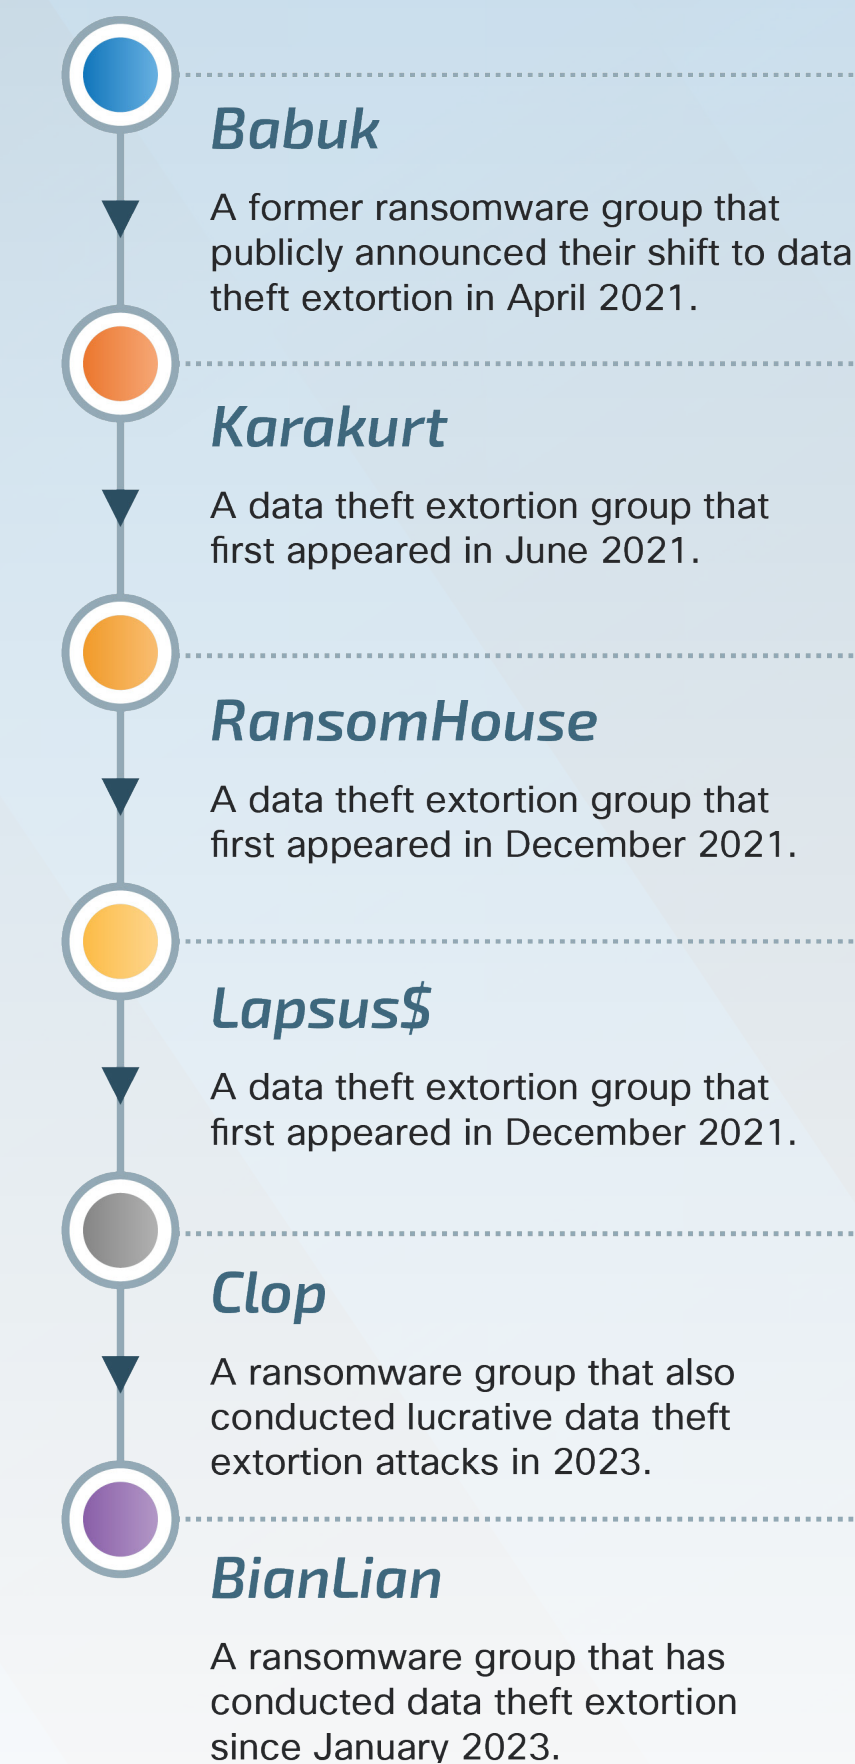 Babuk
A former ransomware group that
publicly announced their shift to data
theft extortion in April 2021.
Karakurt
A data theft extortion group that
first appeared in June 2021.
RansomHouse
A data theft extortion group that
first appeared in December 2021.
Lapsus$
A data theft extortion group that
first appeared in December 2021.
Clop
A ransomware group that also
conducted lucrative data theft
extortion attacks in 2023.
BianLian
A ransomware group that has
conducted data theft extortion
since January 2023.